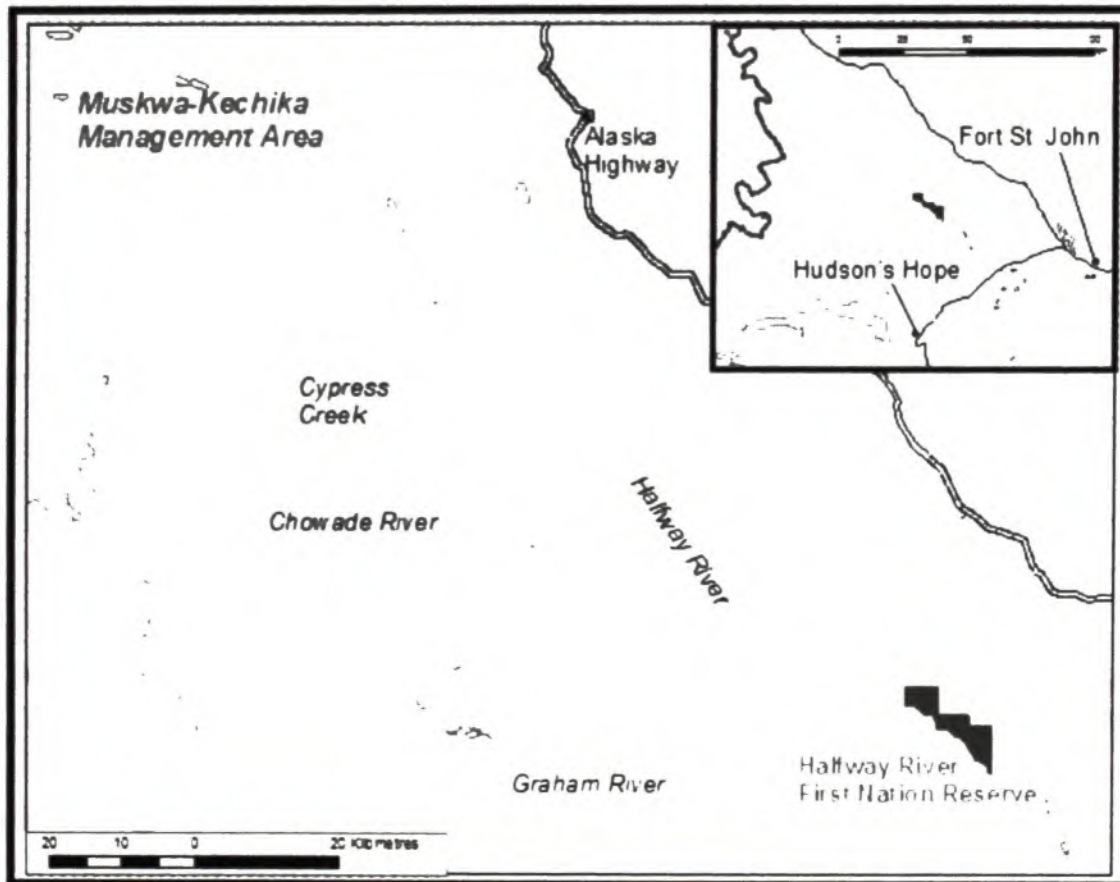 Muskwa-Kechika
Management Area
Alaska
Highway
Fort St John
Hudson's Hope
Cypress
Creek
Chowade River
Halfway River
Halfway River
First Nation Reserve
Graham River
20 10 0 20 Kilometres